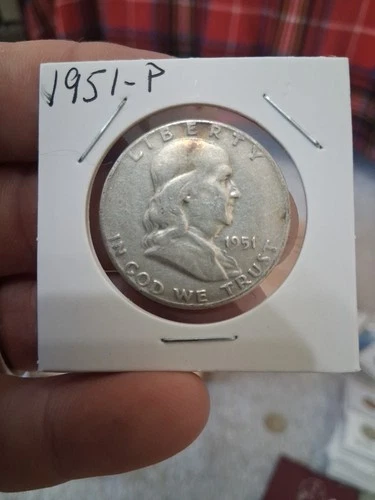 1951-P
LIBERTY
1951
IN GOD WE TRUST